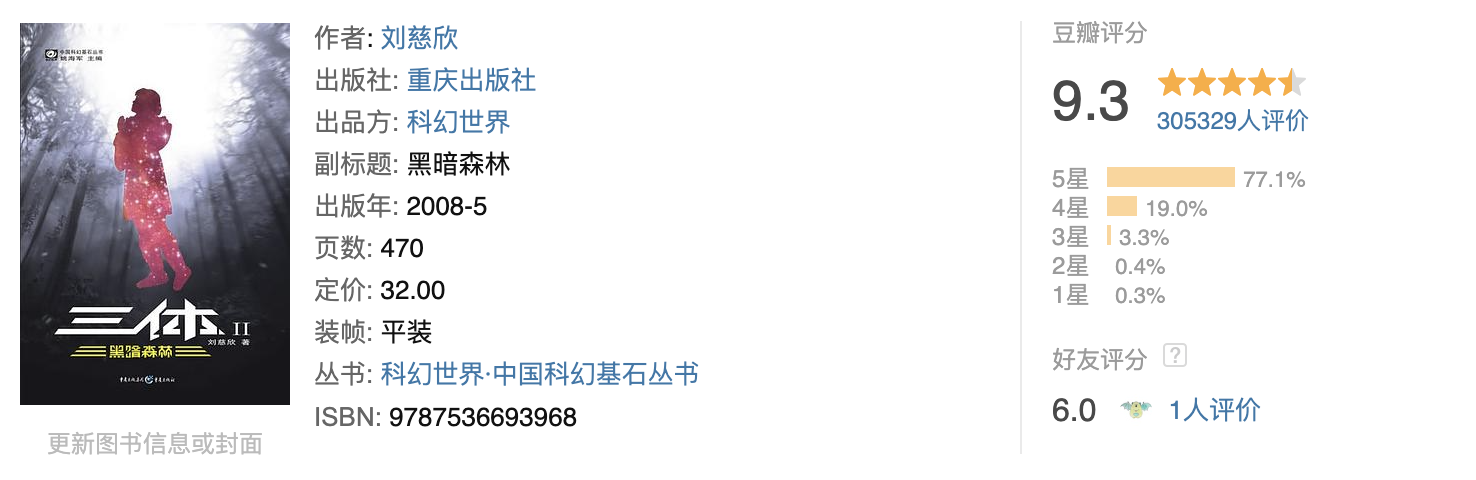 中国科幻基石丛书
姚海军 主编
三体 II
刘慈欣 著
黑暗森林
重庆出版集团 重庆出版社
更新图书信息或封面
作者: 刘慈欣
出版社: 重庆出版社
出品方: 科幻世界
副标题: 黑暗森林
出版年: 2008-5
页数: 470
定价: 32.00
装帧: 平装
丛书: 科幻世界·中国科幻基石丛书
ISBN: 9787536693968
豆瓣评分
9.3
305329人评价
5星 77.1%
4星 19.0%
3星 3.3%
2星 0.4%
1星 0.3%
好友评分 ?
6.0 1人评价